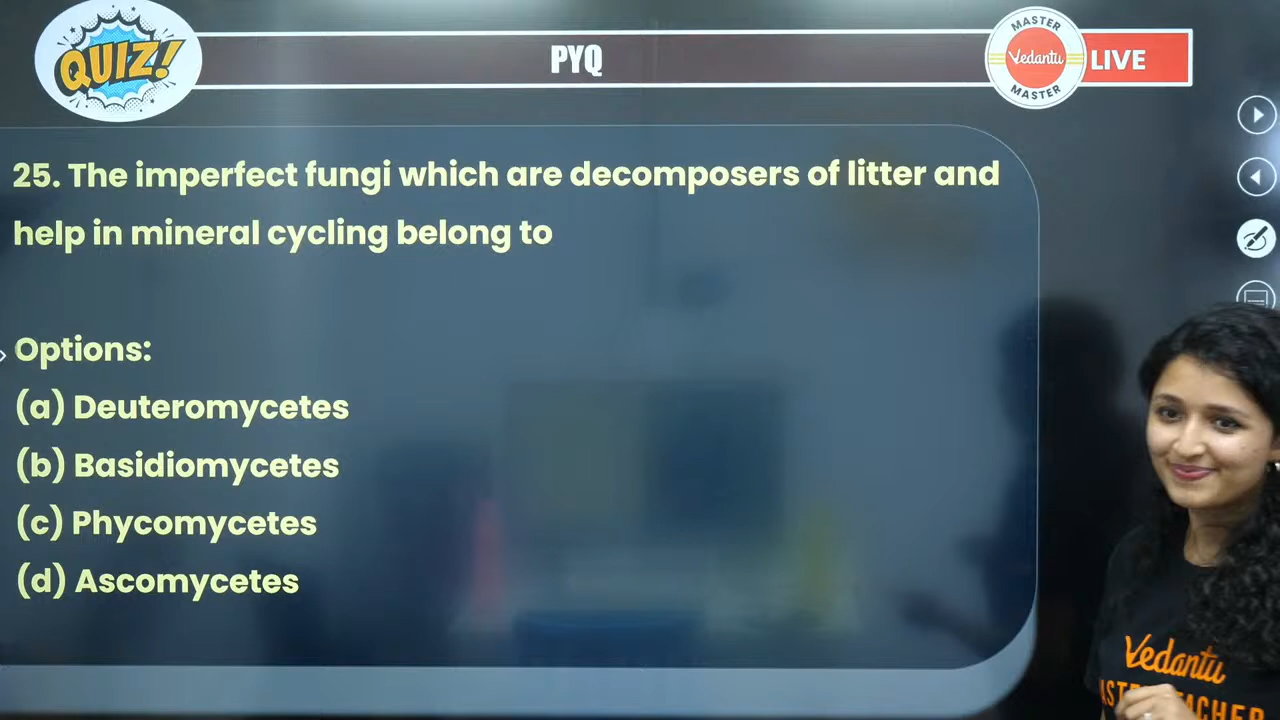 QUIZ!
PYQ
MASTER
Vedantu
MASTER
LIVE
25. The imperfect fungi which are decomposers of litter and
help in mineral cycling belong to
Options:
(a) Deuteromycetes
(b) Basidiomycetes
(c) Phycomycetes
(d) Ascomycetes
Vedantu